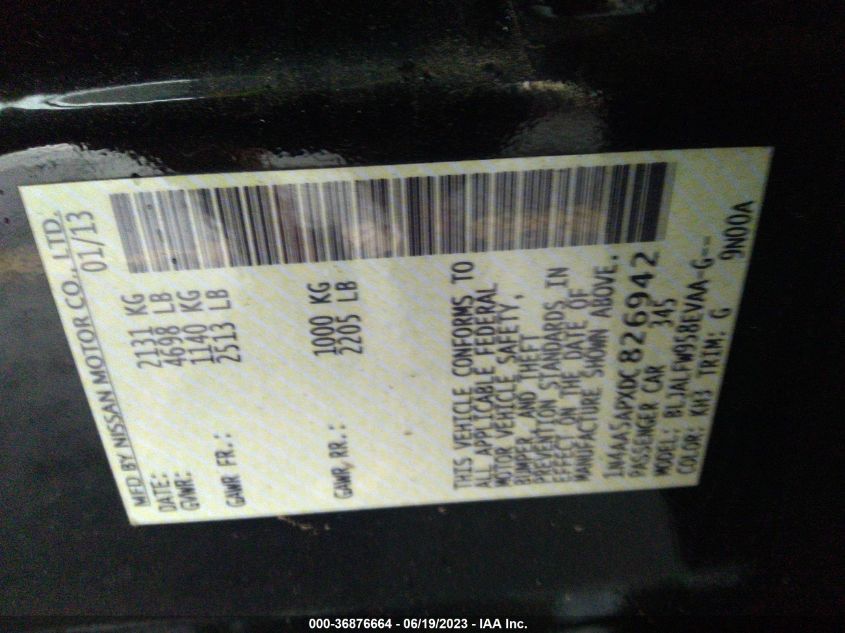 MFD BY NISSAN MOTOR CO., LTD.
DATE: 01/13
GVWR: 2131 KG
4698 LB
GAWR FR.: 1140 KG
2513 LB
GAWR, RR.: 1000 KG
2205 LB
THIS VEHICLE CONFORMS TO
ALL APPLICABLE FEDERAL
MOTOR VEHICLE SAFETY,
BUMPER, AND THEFT
PREVENTION STANDARDS IN
EFFECT ON THE DATE OF
MANUFACTURE SHOWN ABOVE.
1N4AA5APXDC826942
PASSENGER CAR 345
MODEL: BLJALFW958EVAA-G--
COLOR: KH3 TRIM: G 9N00A
000-36876664 - 06/19/2023 - IAA Inc.